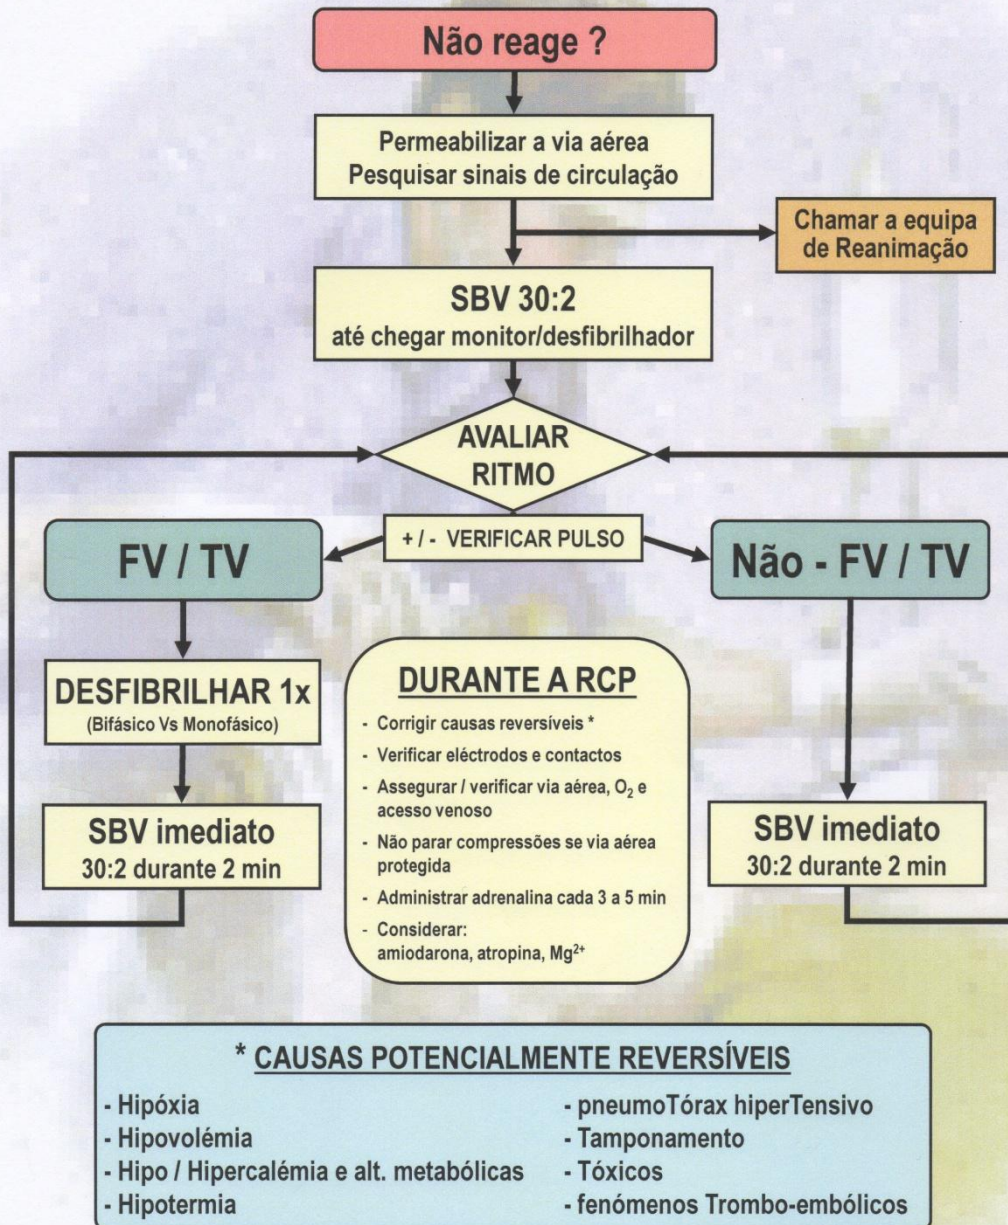 Não reage ?
Permeabilizar a via aérea
Pesquisar sinais de circulação
Chamar a equipa
de Reanimação
SBV 30:2
até chegar monitor/desfibrilhador
AVALIAR
RITMO
+ / - VERIFICAR PULSO
FV / TV
Não - FV / TV
DESFIBRILHAR 1x
(Bifásico Vs Monofásico)
SBV imediato
30:2 durante 2 min
DURANTE A RCP
- Corrigir causas reversíveis *
- Verificar eléctrodos e contactos
- Assegurar / verificar via aérea, O₂ e
acesso venoso
- Não parar compressões se via aérea
protegida
- Administrar adrenalina cada 3 a 5 min
- Considerar:
amiodarona, atropina, Mg²⁺
SBV imediato
30:2 durante 2 min
* CAUSAS POTENCIALMENTE REVERSÍVEIS
- Hipóxia
- Hipovolémia
- Hipo / Hipercalémia e alt. metabólicas
- Hipotermia
- pneumoTórax hiperTensivo
- Tamponamento
- Tóxicos
- fenómenos Trombo-embólicos